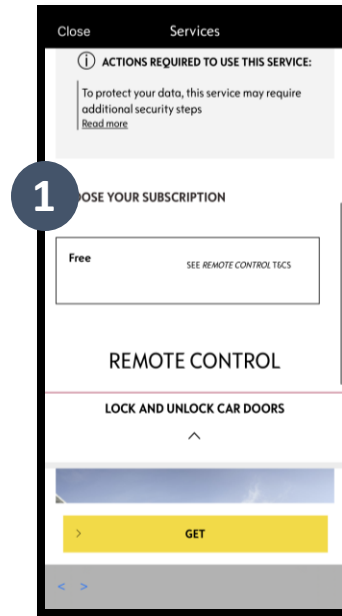 Close Services
ⓘ ACTIONS REQUIRED TO USE THIS SERVICE:
To protect your data, this service may require
additional security steps
Read more
1
OOSE YOUR SUBSCRIPTION
Free
SEE REMOTE CONTROL T&CS
REMOTE CONTROL
LOCK AND UNLOCK CAR DOORS
> GET
< >